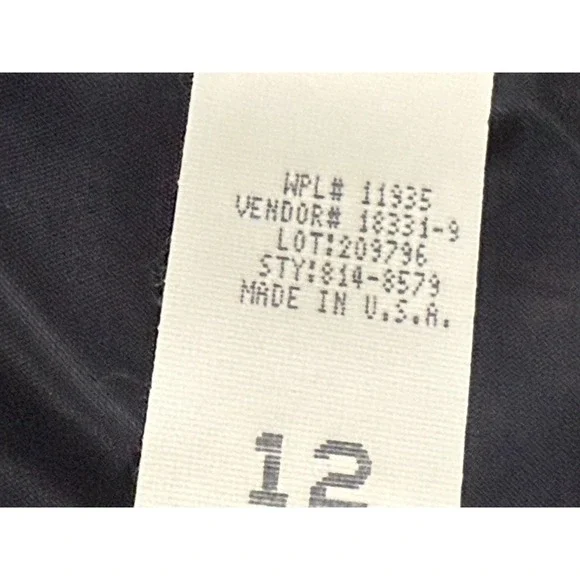 WPL# 11935
VENDOR# 18331-9
LOT:209796
STY:814-8579
MADE IN U.S.A.
12